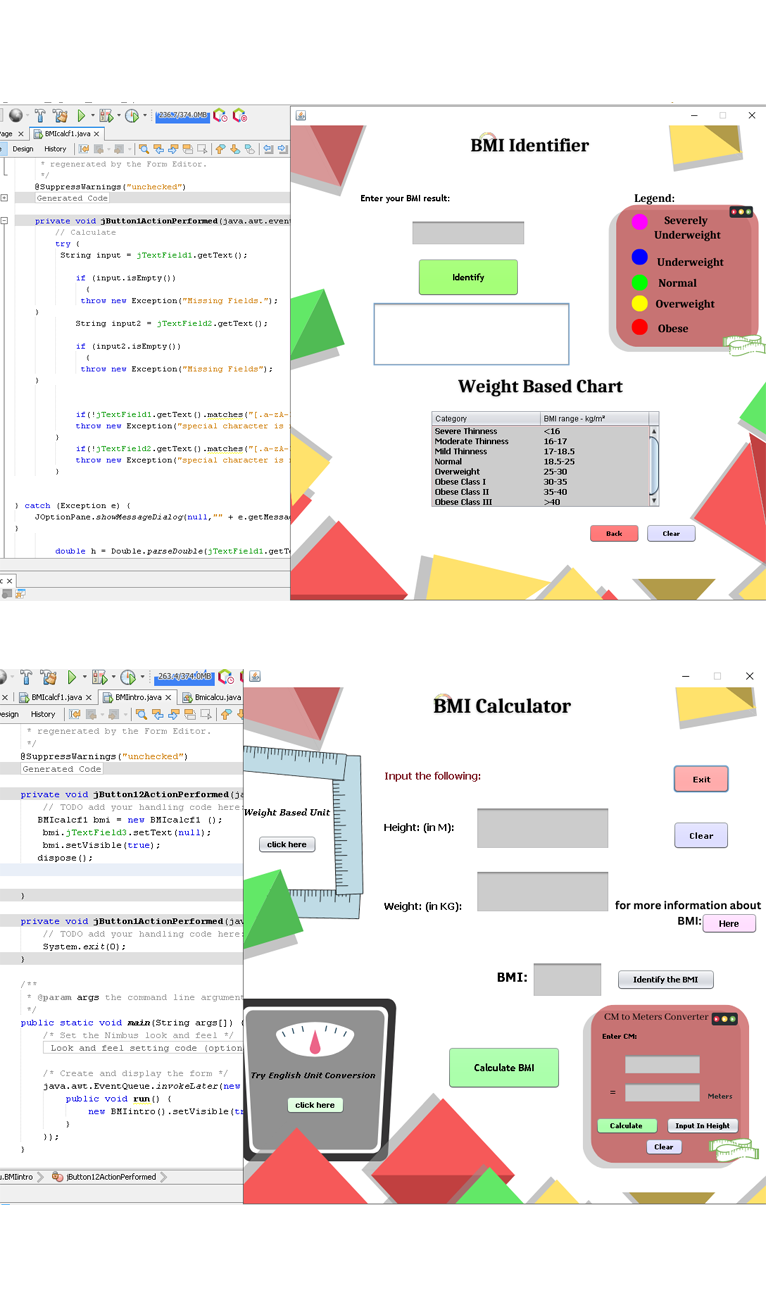 236.7/374.0MB
Page × BMIcalcf1.java ×
Design History
* regenerated by the Form Editor.
*/
@SuppressWarnings("unchecked")
Generated Code
private void jButton1ActionPerformed(java.awt.event
// Calculate
try {
String input = jTextField1.getText();
if (input.isEmpty())
{
throw new Exception("Missing Fields.");
}
String input2 = jTextField2.getText();
if (input2.isEmpty())
{
throw new Exception("Missing Fields");
}
if(!jTextField1.getText().matches("[.a-zA-
throw new Exception("special character is
}
if(!jTextField2.getText().matches("[.a-zA-
throw new Exception("special character is
}
} catch (Exception e) {
JOptionPane.showMessageDialog(null,"" + e.getMessa
}
double h = Double.parseDouble(jTextField1.getT
BMI Identifier
Enter your BMI result:
Identify
Legend:
Severely
Underweight
Underweight
Normal
Overweight
Obese
Weight Based Chart
Category BMI range - kg/m²
Severe Thinness <16
Moderate Thinness 16-17
Mild Thinness 17-18.5
Normal 18.5-25
Overweight 25-30
Obese Class I 30-35
Obese Class II 35-40
Obese Class III >40
Back Clear
263.4/374.0MB
× BMIcalcf1.java × BMIintro.java × Bmicalcu.java
esign History
* regenerated by the Form Editor.
*/
@SuppressWarnings("unchecked")
Generated Code
private void jButton12ActionPerformed(ja
// TODO add your handling code here:
BMIcalcf1 bmi = new BMIcalcf1 ();
bmi.jTextField3.setText(null);
bmi.setVisible(true);
dispose();
}
private void jButton1ActionPerformed(jav
// TODO add your handling code here:
System.exit(0);
}
/**
* @param args the command line argument
*/
public static void main(String args[]) {
/* Set the Nimbus look and feel */
Look and feel setting code (option
/* Create and display the form */
java.awt.EventQueue.invokeLater(new
public void run() {
new BMIintro().setVisible(tr
}
});
}
u.BMIintro jButton12ActionPerformed
BMI Calculator
Weight Based Unit
click here
Input the following:
Height: (in M):
Weight: (in KG):
Exit
Clear
for more information about
BMI: Here
BMI: Identify the BMI
Try English Unit Conversion
click here
Calculate BMI
CM to Meters Converter
Enter CM:
= Meters
Calculate Input In Height
Clear